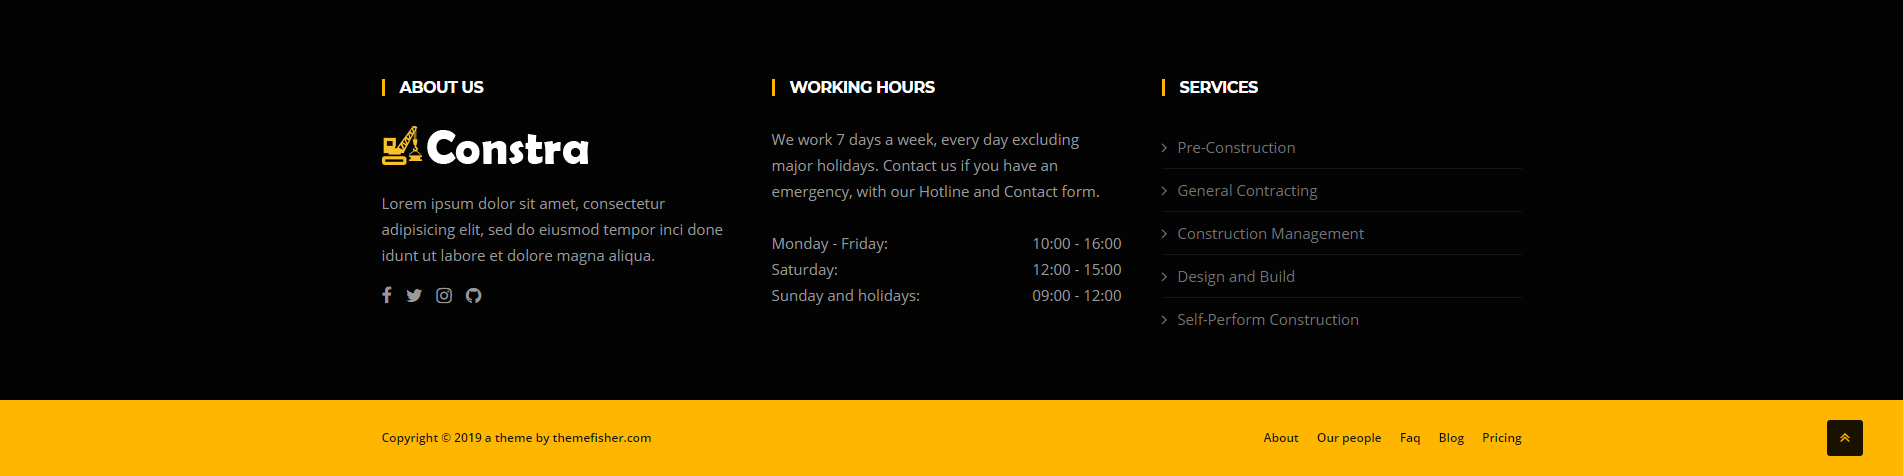 ABOUT US
Constra
Lorem ipsum dolor sit amet, consectetur
adipisicing elit, sed do eiusmod tempor inci done
idunt ut labore et dolore magna aliqua.
WORKING HOURS
We work 7 days a week, every day excluding
major holidays. Contact us if you have an
emergency, with our Hotline and Contact form.
Monday - Friday: 10:00 - 16:00
Saturday: 12:00 - 15:00
Sunday and holidays: 09:00 - 12:00
SERVICES
Pre-Construction
General Contracting
Construction Management
Design and Build
Self-Perform Construction
Copyright © 2019 a theme by themefisher.com
About Our people Faq Blog Pricing